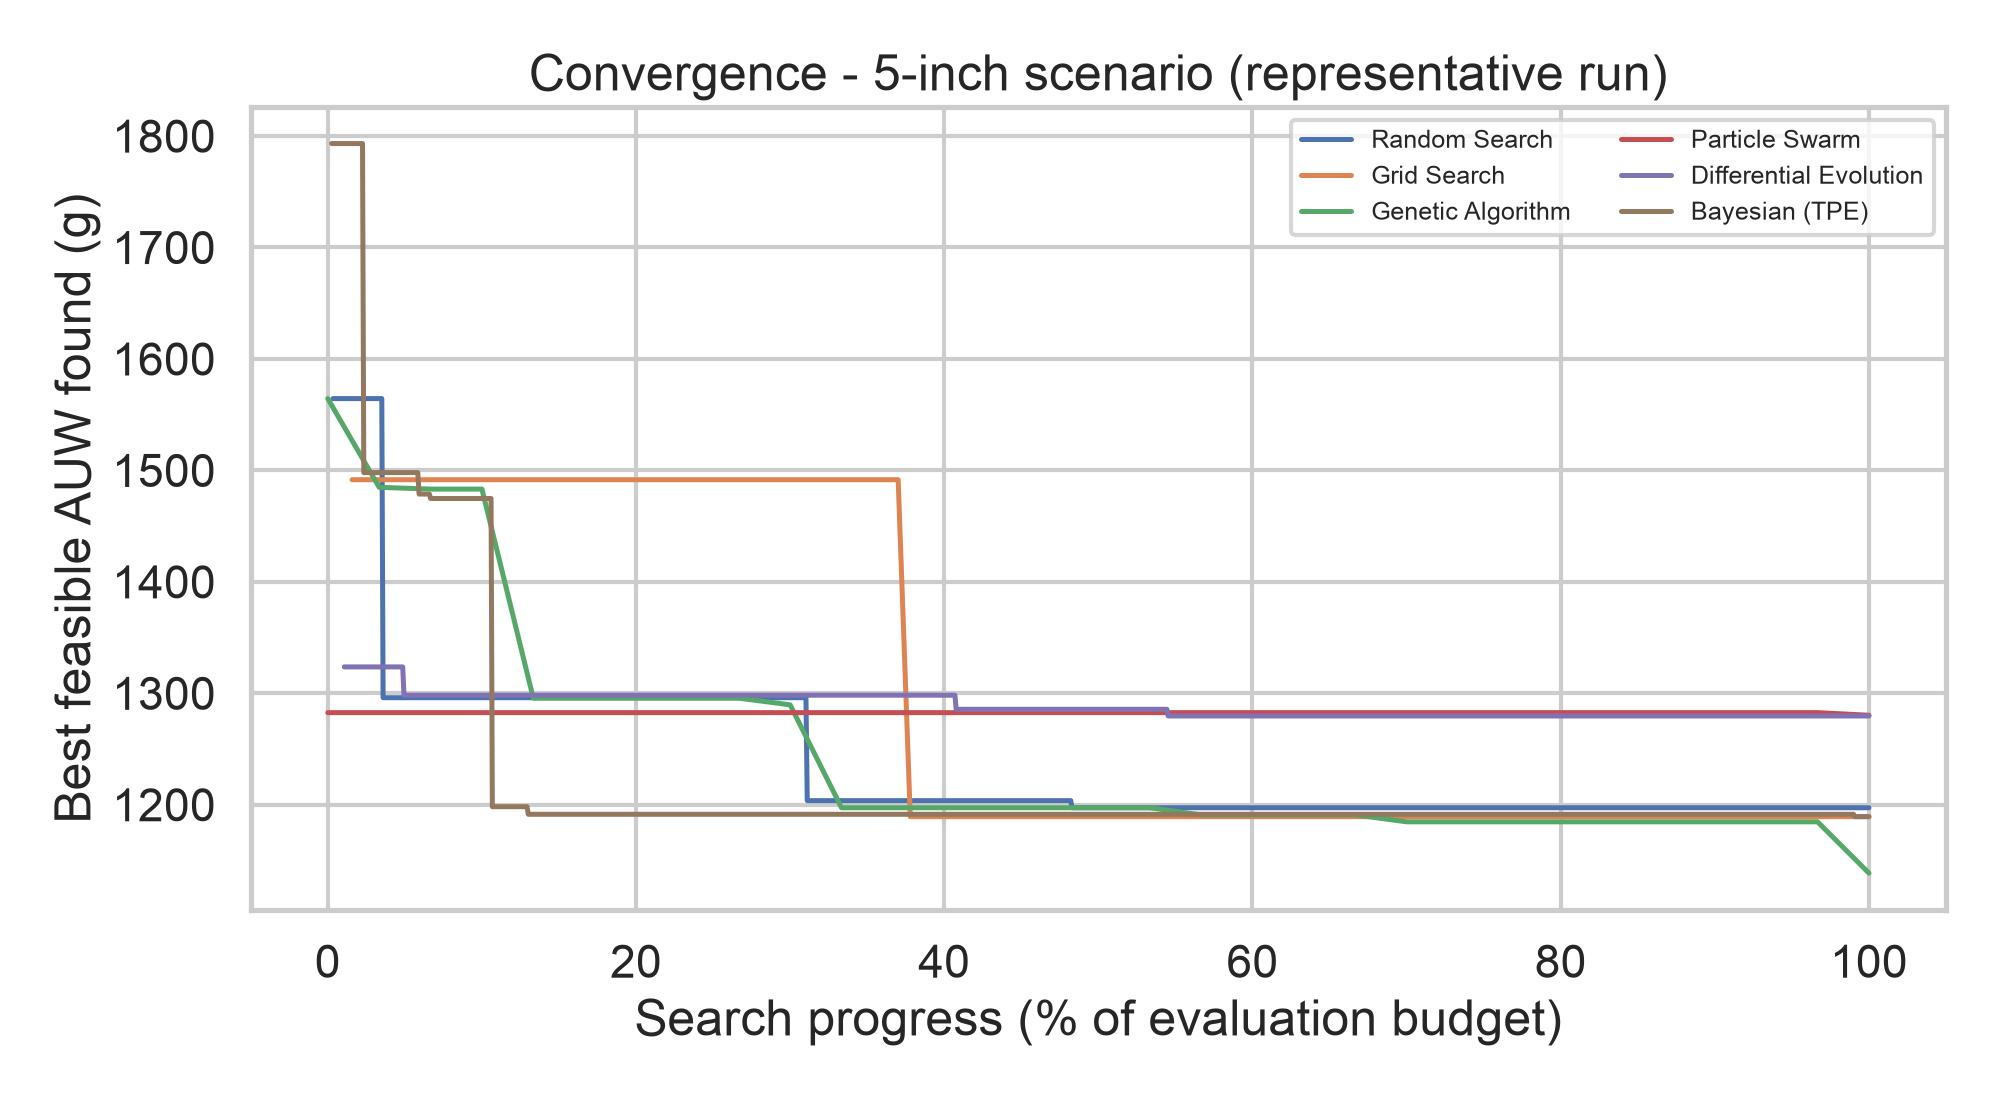 Convergence - 5-inch scenario (representative run)
Best feasible AUW found (g)
1800
1700
1600
1500
1400
1300
1200
Random Search
Grid Search
Genetic Algorithm
Particle Swarm
Differential Evolution
Bayesian (TPE)
0 20 40 60 80 100
Search progress (% of evaluation budget)